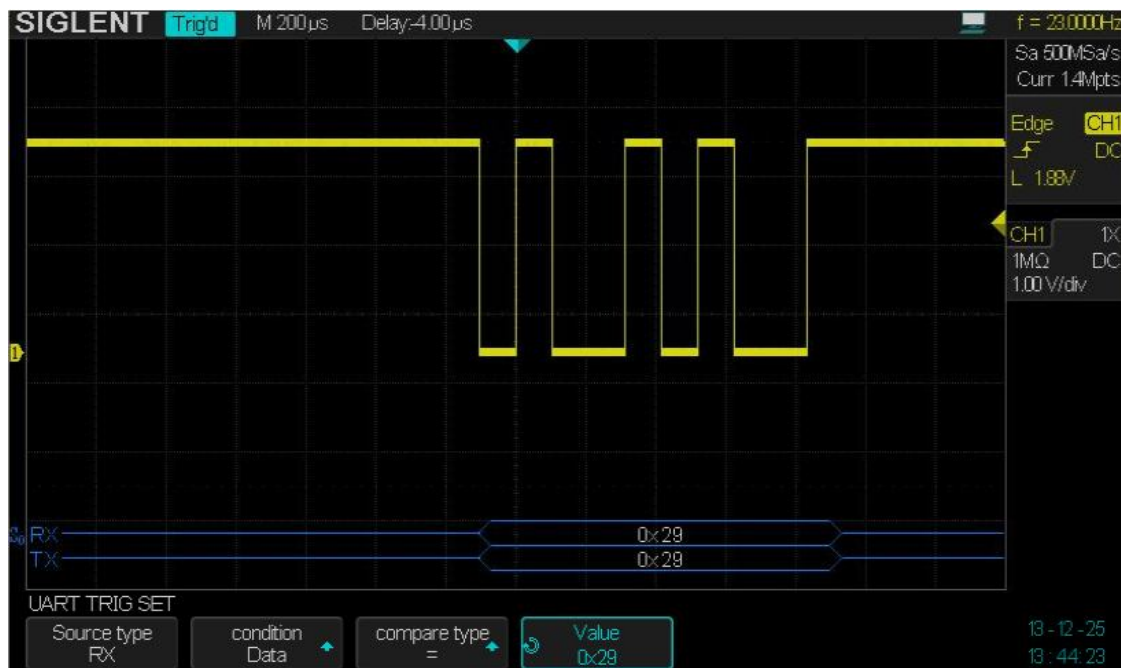 SIGLENT Trig'd M 200µs Delay:-4.00µs f = 23.0000Hz
Sa 500MSa/s
Curr 1.4Mpts
Edge CH1
DC
L 1.88V
CH1 1X
1MΩ DC
1.00 V/div
1
RX 0x29
TX 0x29
UART TRIG SET
Source type condition compare type Value
RX Data = 0x29
13-12-25
13:44:23